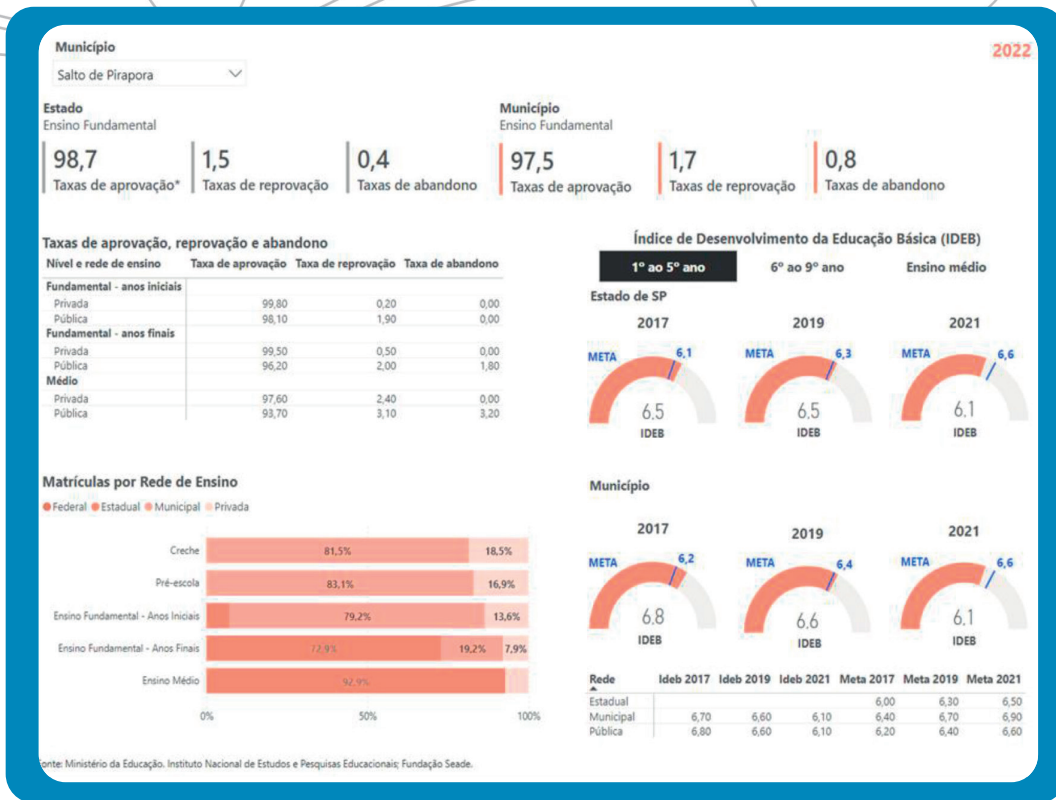 Município
2022
Salto de Pirapora
Estado
Ensino Fundamental
98,7
Taxas de aprovação*
1,5
Taxas de reprovação
0,4
Taxas de abandono
Município
Ensino Fundamental
97,5
Taxas de aprovação
1,7
Taxas de reprovação
0,8
Taxas de abandono
Taxas de aprovação, reprovação e abandono
Nível e rede de ensino Taxa de aprovação Taxa de reprovação Taxa de abandono
Fundamental - anos iniciais
Privada 99,80 0,20 0,00
Pública 98,10 1,90 0,00
Fundamental - anos finais
Privada 99,50 0,50 0,00
Pública 96,20 2,00 1,80
Médio
Privada 97,60 2,40 0,00
Pública 93,70 3,10 3,20
Índice de Desenvolvimento da Educação Básica (IDEB)
1º ao 5º ano 6º ao 9º ano Ensino médio
Estado de SP
2017 2019 2021
META 6,1 META 6,3 META 6,6
6.5 6.5 6.1
IDEB IDEB IDEB
Matrículas por Rede de Ensino
Federal Estadual Municipal Privada
Creche 81,5% 18,5%
Pré-escola 83,1% 16,9%
Ensino Fundamental - Anos Iniciais 79,2% 13,6%
Ensino Fundamental - Anos Finais 72,9% 19,2% 7,9%
Ensino Médio 92,9%
0% 50% 100%
Município
2017 2019 2021
META 6,2 META 6,4 META 6,6
6.8 6.6 6.1
IDEB IDEB IDEB
Rede Ideb 2017 Ideb 2019 Ideb 2021 Meta 2017 Meta 2019 Meta 2021
Estadual 6,00 6,30 6,50
Municipal 6,70 6,60 6,10 6,40 6,70 6,90
Pública 6,80 6,60 6,10 6,20 6,40 6,60
onte: Ministério da Educação. Instituto Nacional de Estudos e Pesquisas Educacionais; Fundação Seade.